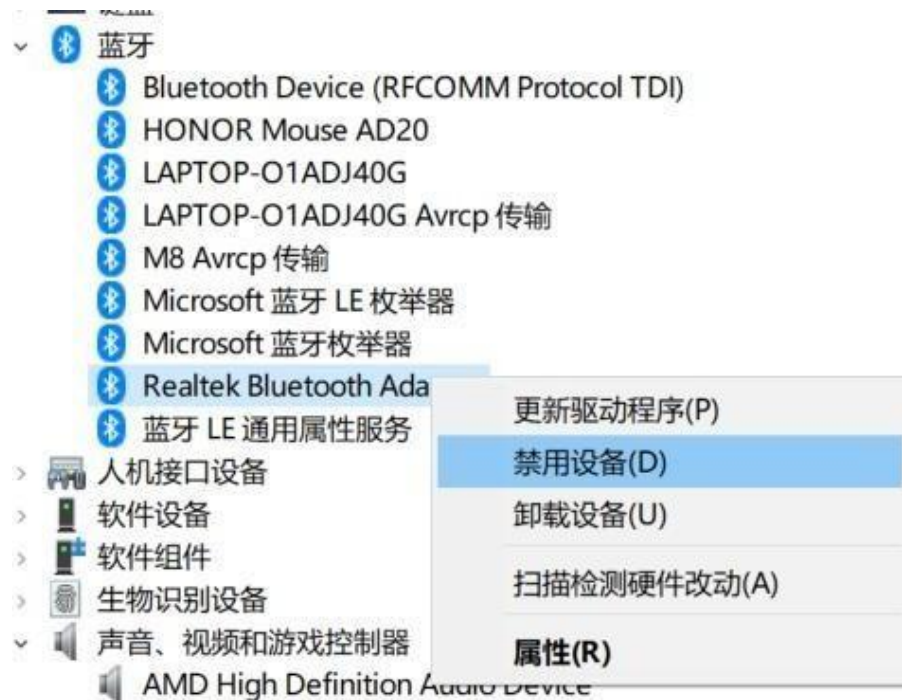 蓝牙
Bluetooth Device (RFCOMM Protocol TDI)
HONOR Mouse AD20
LAPTOP-O1ADJ40G
LAPTOP-O1ADJ40G Avrcp 传输
M8 Avrcp 传输
Microsoft 蓝牙 LE 枚举器
Microsoft 蓝牙枚举器
Realtek Bluetooth Ada
蓝牙 LE 通用属性服务
人机接口设备
软件设备
软件组件
生物识别设备
声音、视频和游戏控制器
AMD High Definition Audio Device
更新驱动程序(P)
禁用设备(D)
卸载设备(U)
扫描检测硬件改动(A)
属性(R)